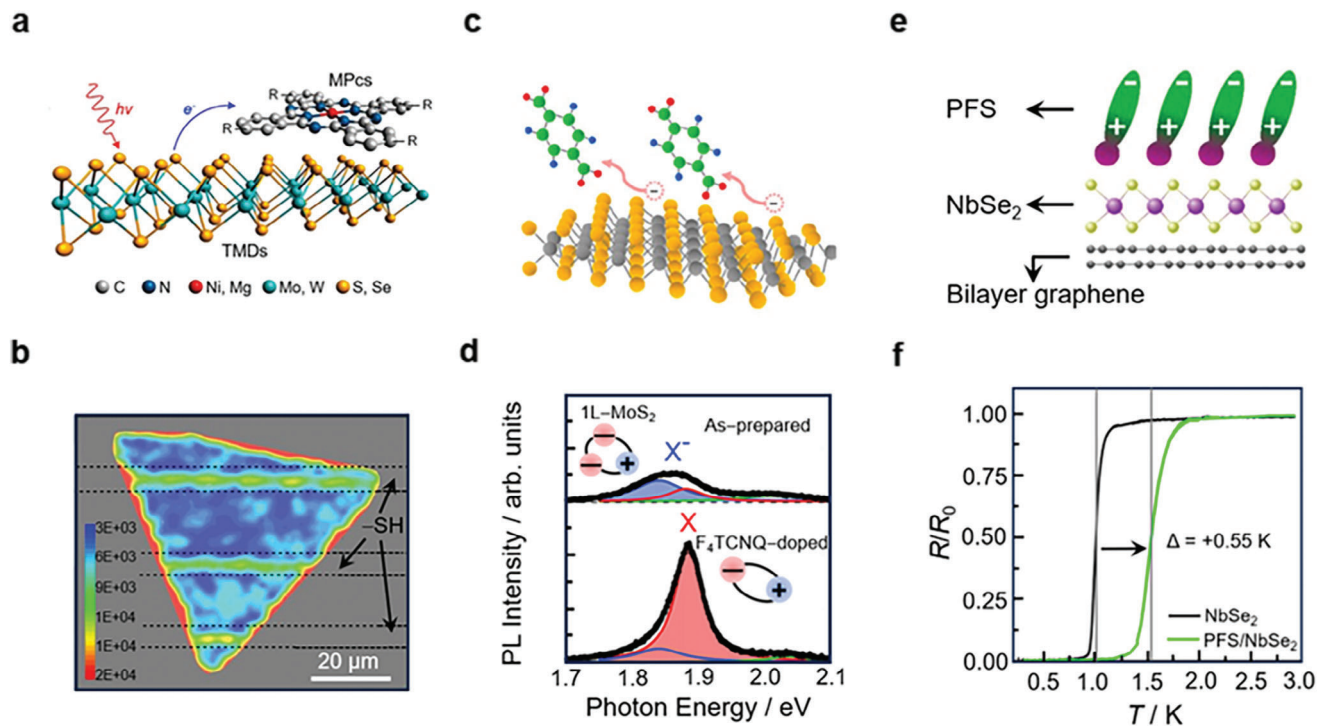 a
MPcs
hν
e⁻
R
R
R
R
TMDs
C N Ni, Mg Mo, W S, Se
b
3E+03
6E+03
9E+03
1E+04
1E+04
2E+04
–SH
20 µm
c
−
−
d
1L–MoS₂
As–prepared
X⁻
− − +
X
F₄TCNQ–doped
− +
PL Intensity / arb. units
1.7 1.8 1.9 2.0 2.1
Photon Energy / eV
e
PFS
− − − −
+ + + +
NbSe₂
Bilayer graphene
f
R/R₀
1.00
0.75
0.50
0.25
0.00
Δ = +0.55 K
NbSe₂
PFS/NbSe₂
0.5 1.0 1.5 2.0 2.5 3.0
T / K